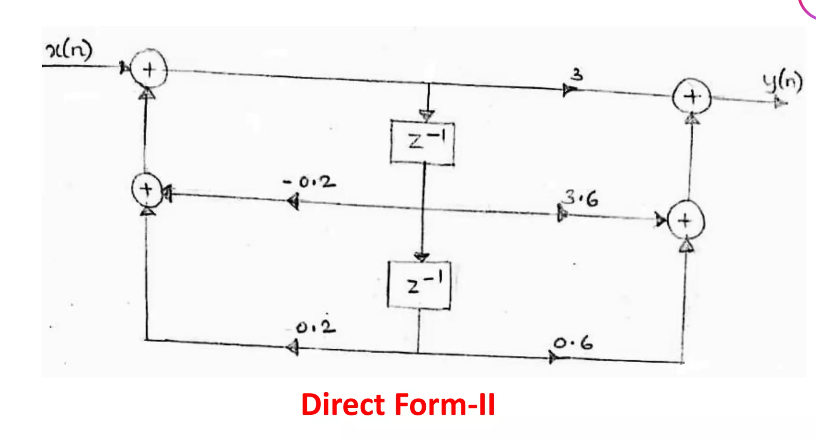 x(n)
+
3
+
y(n)
z⁻¹
+
-0.2
3.6
+
z⁻¹
0.2
0.6
Direct Form-II